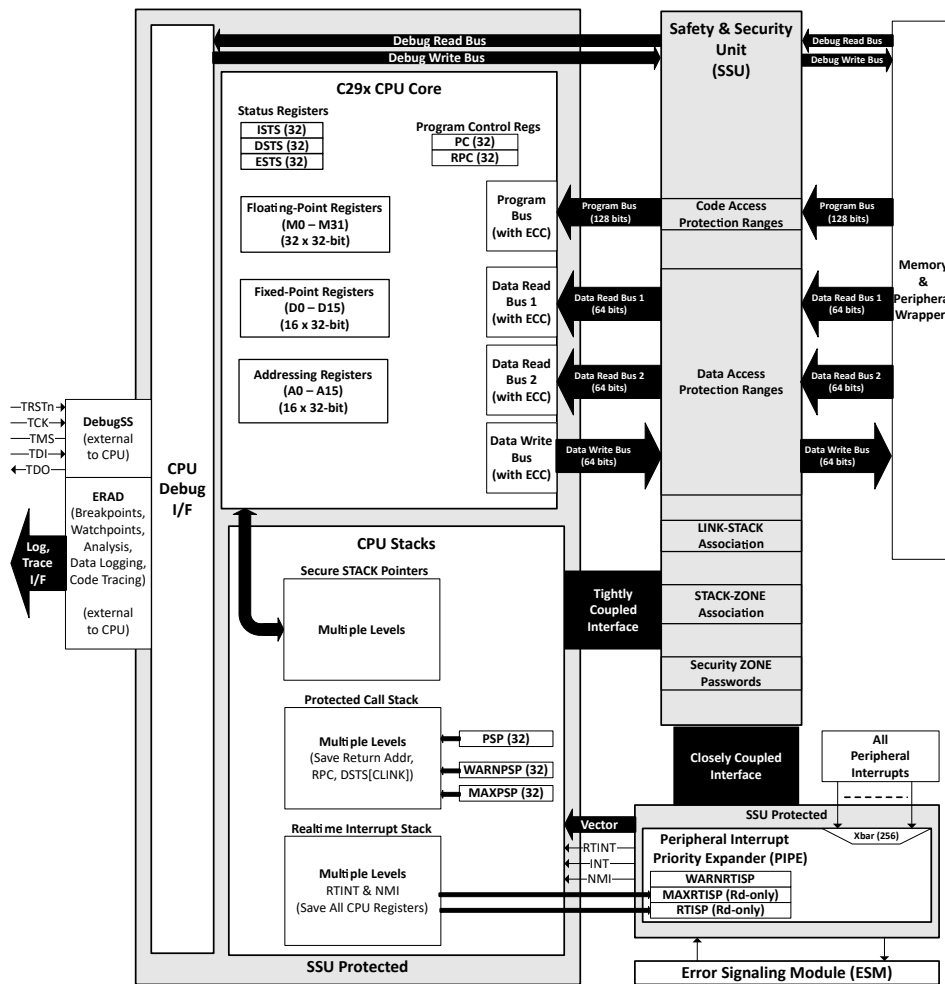 Debug Read Bus
Debug Write Bus
Safety & Security
Unit
(SSU)
Debug Read Bus
Debug Write Bus
C29x CPU Core
Status Registers
ISTS (32)
DSTS (32)
ESTS (32)
Program Control Regs
PC (32)
RPC (32)
Floating-Point Registers
(M0 – M31)
(32 x 32-bit)
Program
Bus
(with ECC)
Program Bus
(128 bits)
Code Access
Protection Ranges
Program Bus
(128 bits)
Fixed-Point Registers
(D0 – D15)
(16 x 32-bit)
Data Read
Bus 1
(with ECC)
Data Read Bus 1
(64 bits)
Data Read Bus 1
(64 bits)
Memory
&
Peripheral
Wrapper
Addressing Registers
(A0 – A15)
(16 x 32-bit)
Data Read
Bus 2
(with ECC)
Data Read Bus 2
(64 bits)
Data Access
Protection Ranges
Data Read Bus 2
(64 bits)
Data Write
Bus
(with ECC)
Data Write Bus
(64 bits)
Data Write Bus
(64 bits)
TRSTn
TCK
TMS
TDI
TDO
DebugSS
(external
to CPU)
CPU
Debug
I/F
ERAD
(Breakpoints,
Watchpoints,
Analysis,
Data Logging,
Code Tracing)
(external
to CPU)
Log,
Trace
I/F
CPU Stacks
Secure STACK Pointers
Multiple Levels
Tightly
Coupled
Interface
LINK-STACK
Association
STACK-ZONE
Association
Security ZONE
Passwords
Protected Call Stack
Multiple Levels
(Save Return Addr,
RPC, DSTS[CLINK])
PSP (32)
WARNPSP (32)
MAXPSP (32)
Closely Coupled
Interface
All
Peripheral
Interrupts
Realtime Interrupt Stack
Multiple Levels
RTINT & NMI
(Save All CPU Registers)
Vector
RTINT
INT
NMI
SSU Protected
Xbar (256)
Peripheral Interrupt
Priority Expander (PIPE)
WARNRTISP
MAXRTISP (Rd-only)
RTISP (Rd-only)
SSU Protected
Error Signaling Module (ESM)